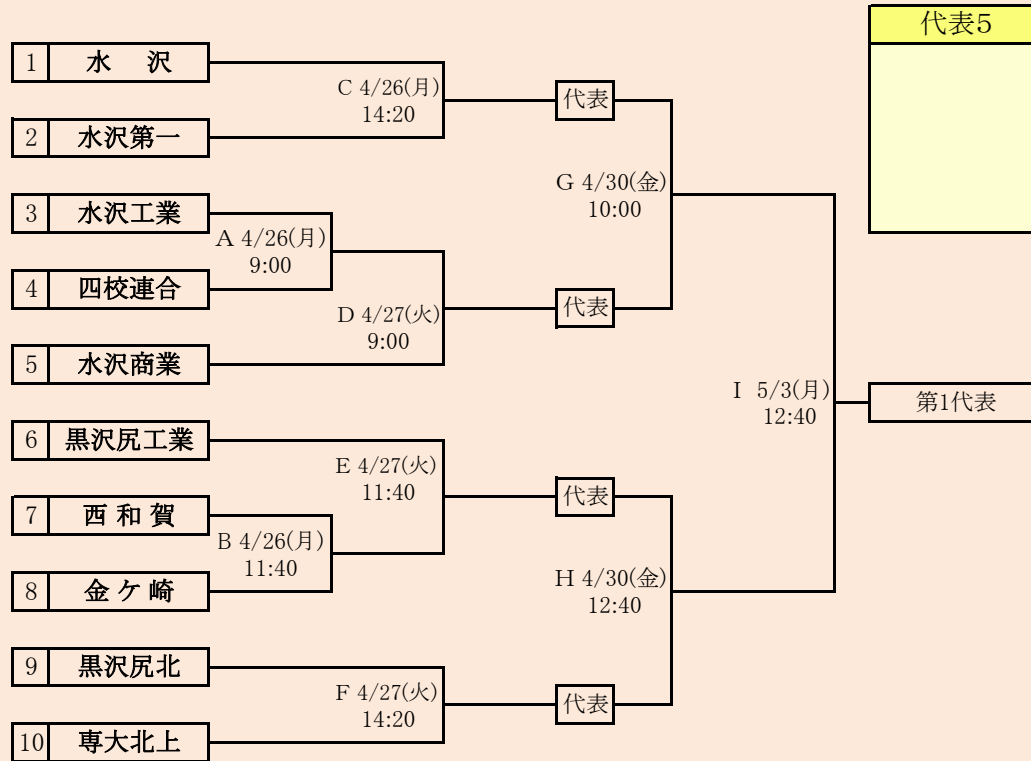 代表5
1 水 沢
C 4/26(月)
14:20
代表
2 水沢第一
G 4/30(金)
10:00
3 水沢工業
A 4/26(月)
9:00
4 四校連合
代表
D 4/27(火)
9:00
5 水沢商業
I 5/3(月)
12:40
第1代表
6 黒沢尻工業
E 4/27(火)
11:40
代表
7 西和賀
B 4/26(月)
11:40
8 金ケ崎
H 4/30(金)
12:40
9 黒沢尻北
F 4/27(火)
14:20
代表
10 専大北上